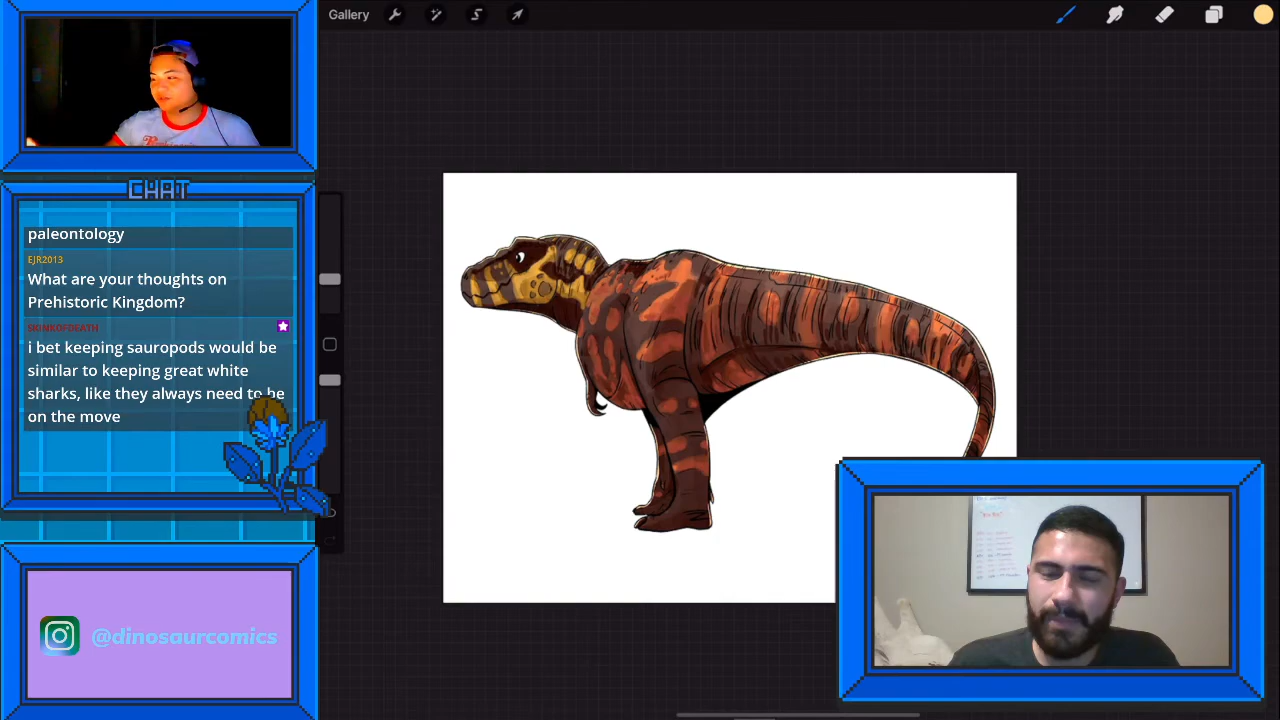 Gallery
CHAT
paleontology
EJR2013
What are your thoughts on
Prehistoric Kingdom?
SKINKOFDEATH
i bet keeping sauropods would be
similar to keeping great white
sharks, like they always need to be
on the move
@dinosaurcomics